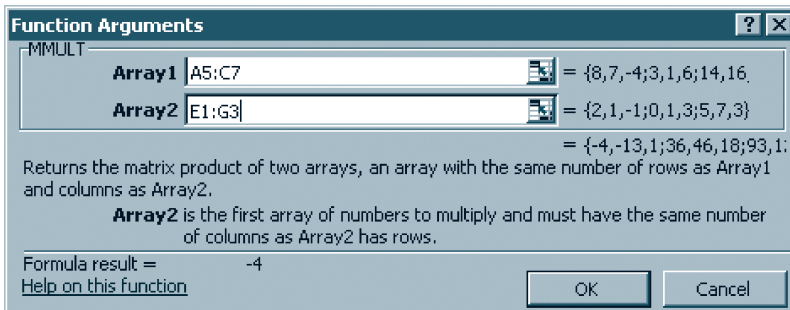 Function Arguments
MMULT
Array1 A5:C7 = {8,7,-4;3,1,6;14,16
Array2 E1:G3 = {2,1,-1;0,1,3;5,7,3}
= {-4,-13,1;36,46,18;93,1
Returns the matrix product of two arrays, an array with the same number of rows as Array1
and columns as Array2.
Array2 is the first array of numbers to multiply and must have the same number
of columns as Array2 has rows.
Formula result = -4
Help on this function OK Cancel